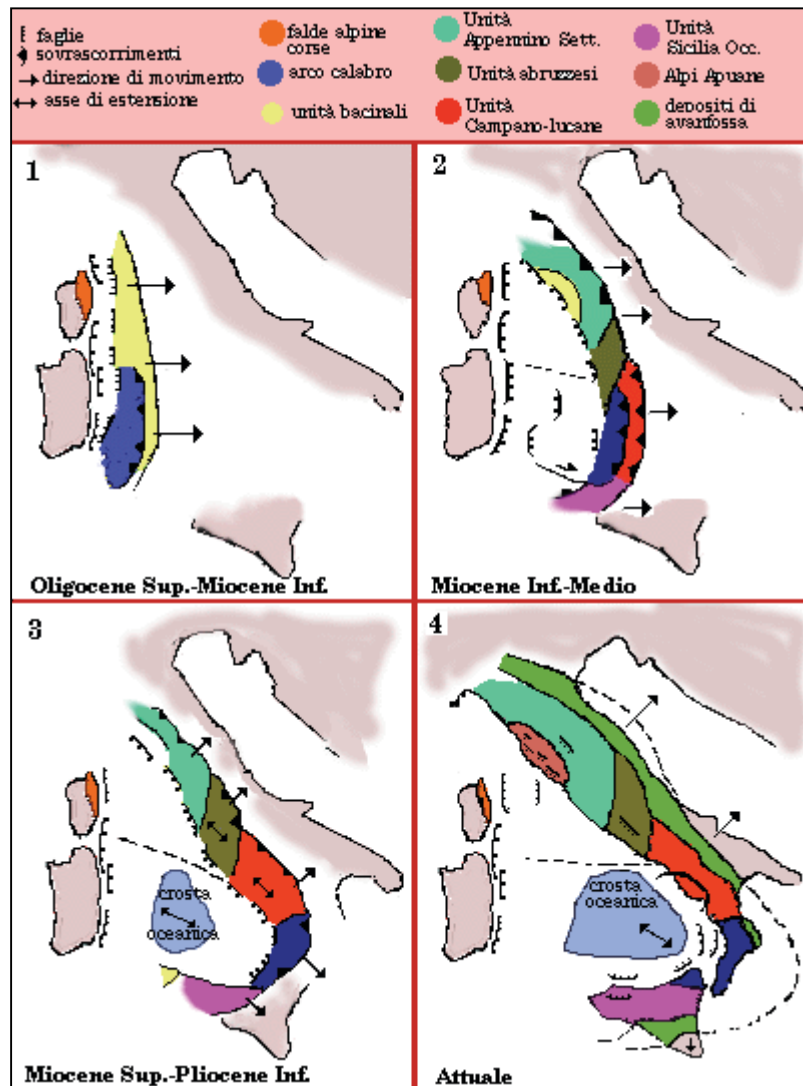 faglie
sovrascorrimenti
direzione di movimento
asse di estensione
falde alpine
corse
arco calabro
unità bacinali
Unità
Appennino Sett.
Unità abruzzesi
Unità
Campano-lucane
Unità
Sicilia Occ.
Alpi Apuane
depositi di
avanfossa
1
Oligocene Sup.-Miocene Inf.
2
Miocene Inf.-Medio
3
crosta
oceanica
Miocene Sup.-Pliocene Inf.
4
crosta
oceanica
Attuale